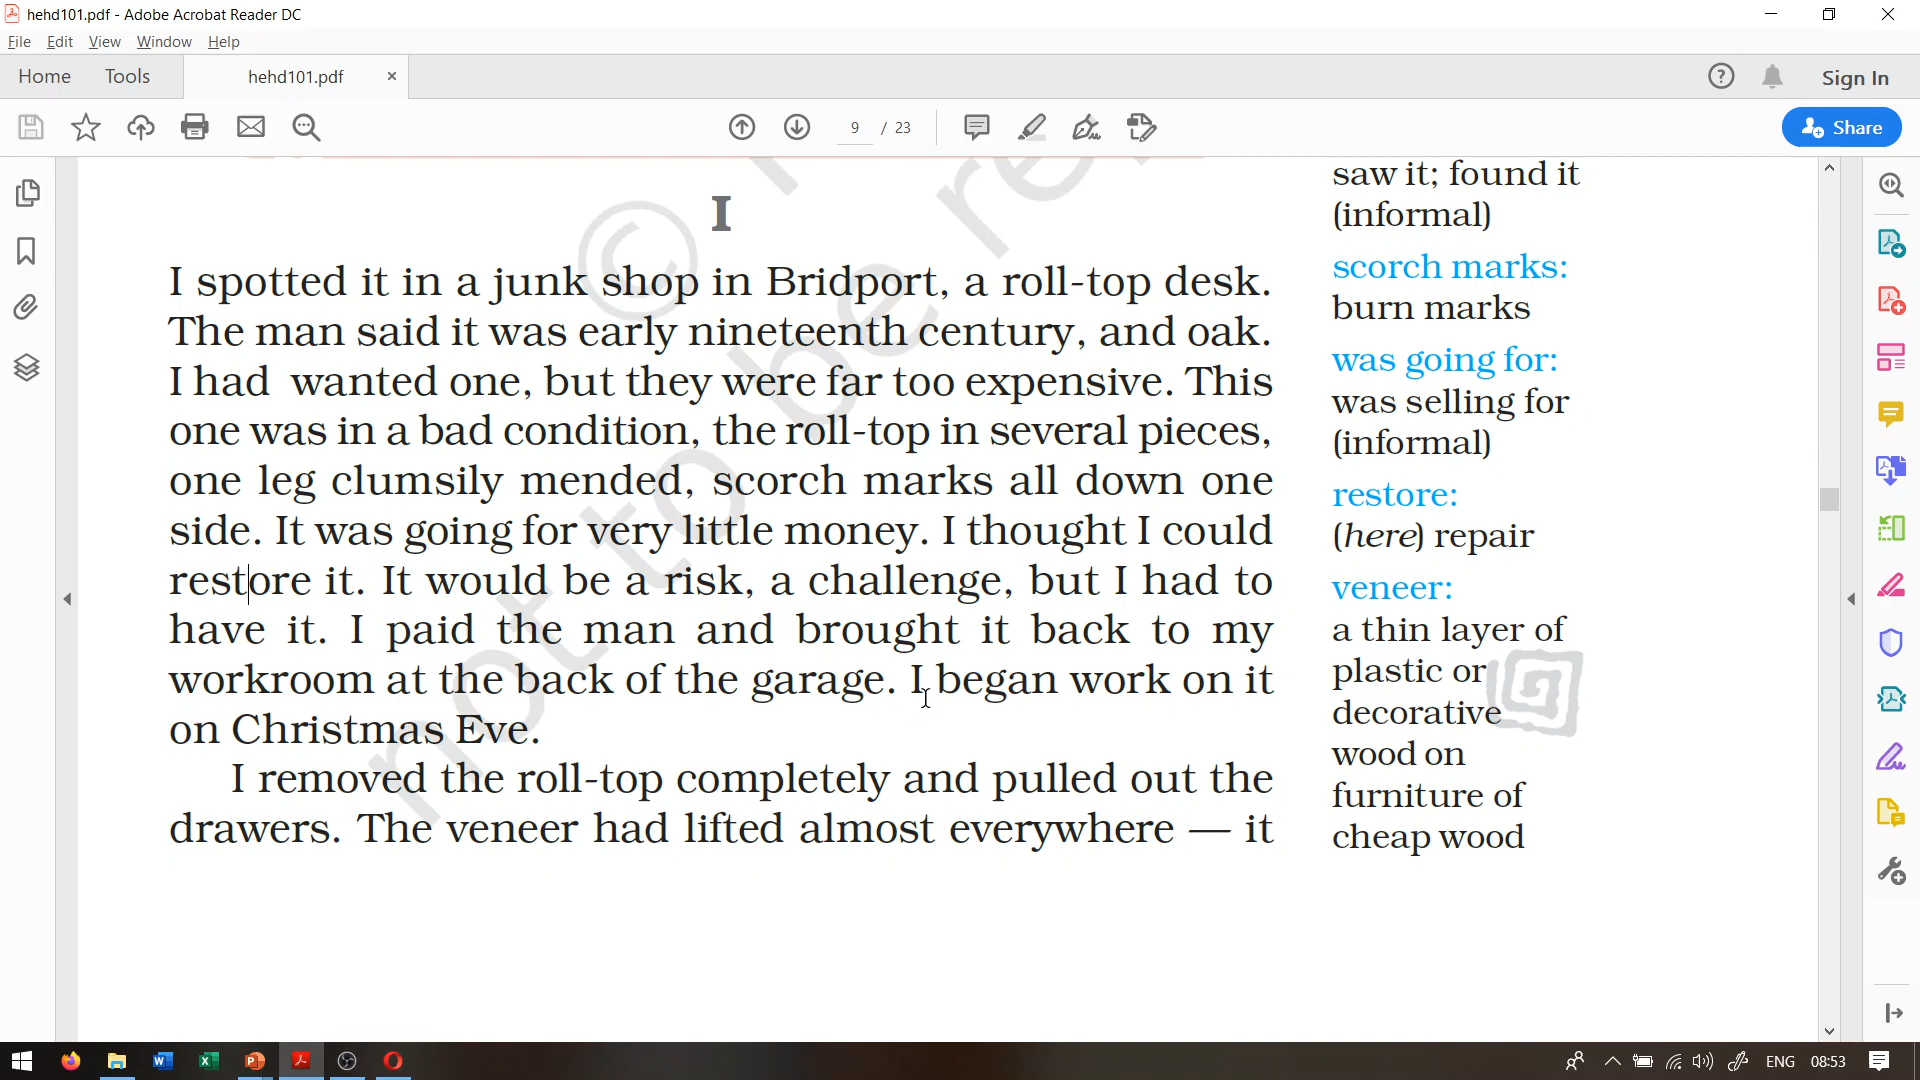 hehd101.pdf - Adobe Acrobat Reader DC
File Edit View Window Help
Home Tools hehd101.pdf × Sign In
9 / 23 Share
I
I spotted it in a junk shop in Bridport, a roll-top desk.
The man said it was early nineteenth century, and oak.
I had wanted one, but they were far too expensive. This
one was in a bad condition, the roll-top in several pieces,
one leg clumsily mended, scorch marks all down one
side. It was going for very little money. I thought I could
restore it. It would be a risk, a challenge, but I had to
have it. I paid the man and brought it back to my
workroom at the back of the garage. I began work on it
on Christmas Eve.
I removed the roll-top completely and pulled out the
drawers. The veneer had lifted almost everywhere — it
saw it; found it
(informal)
scorch marks:
burn marks
was going for:
was selling for
(informal)
restore:
(here) repair
veneer:
a thin layer of
plastic or
decorative
wood on
furniture of
cheap wood
©
not to be re
ENG 08:53